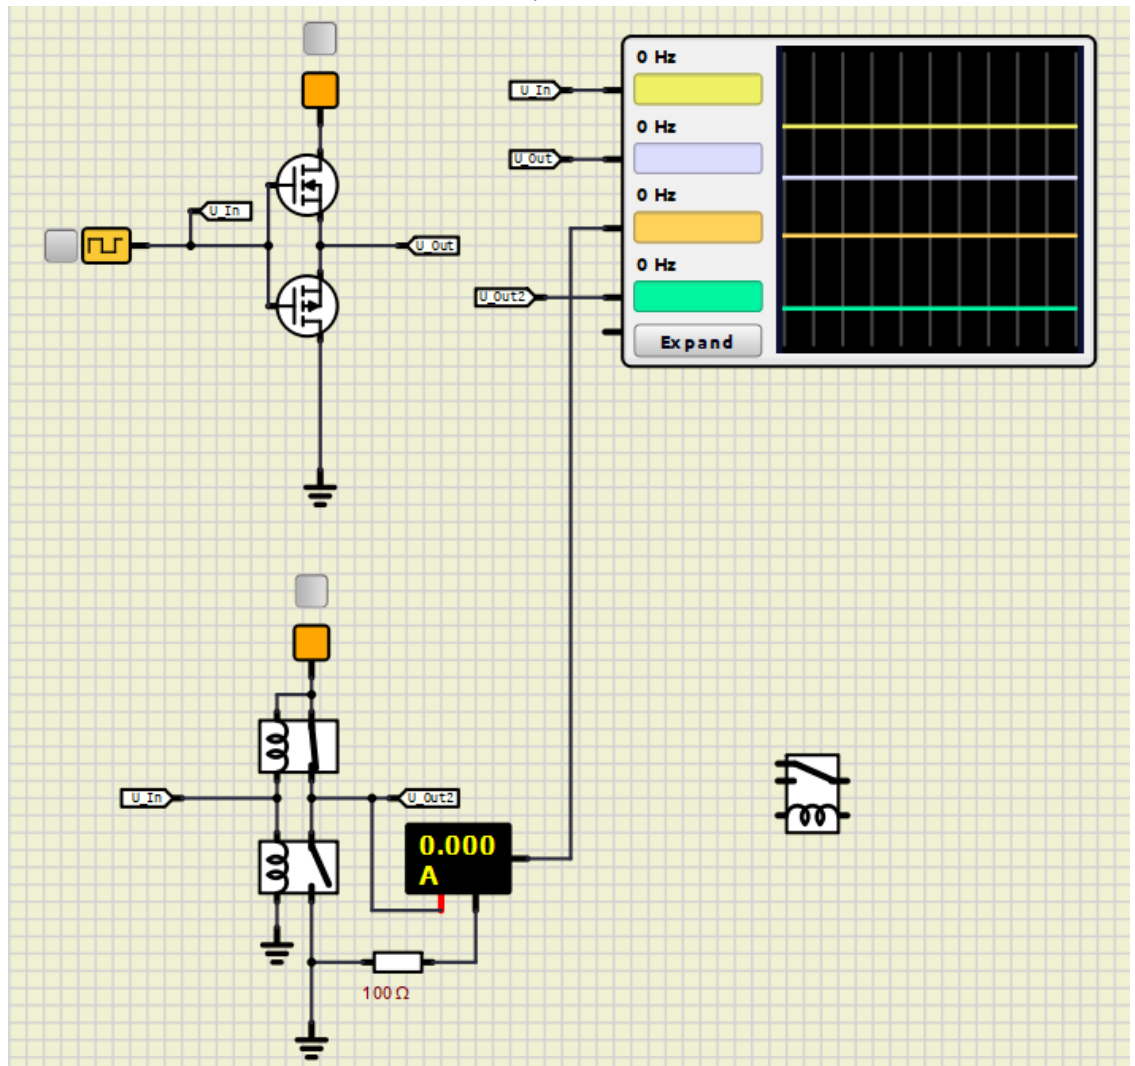 0 Hz
U_In
0 Hz
U_Out
0 Hz
U_In
U_Out
0 Hz
U_Out2
Expand
U_In
U_Out2
0.000
A
100 Ω